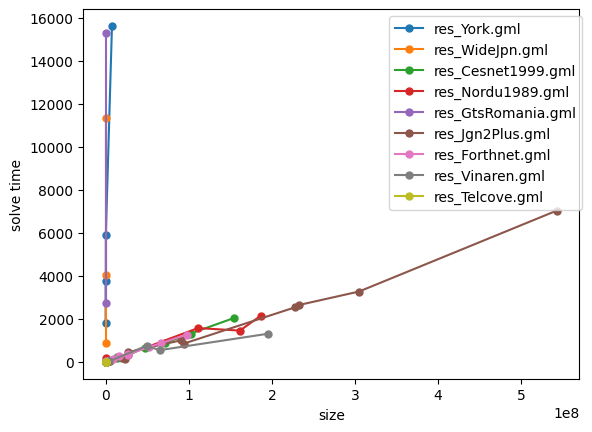 16000
14000
12000
10000
8000
6000
4000
2000
0
solve time
0
1
2
3
4
5
1e8
size
res_York.gml
res_WideJpn.gml
res_Cesnet1999.gml
res_Nordu1989.gml
res_GtsRomania.gml
res_Jgn2Plus.gml
res_Forthnet.gml
res_Vinaren.gml
res_Telcove.gml